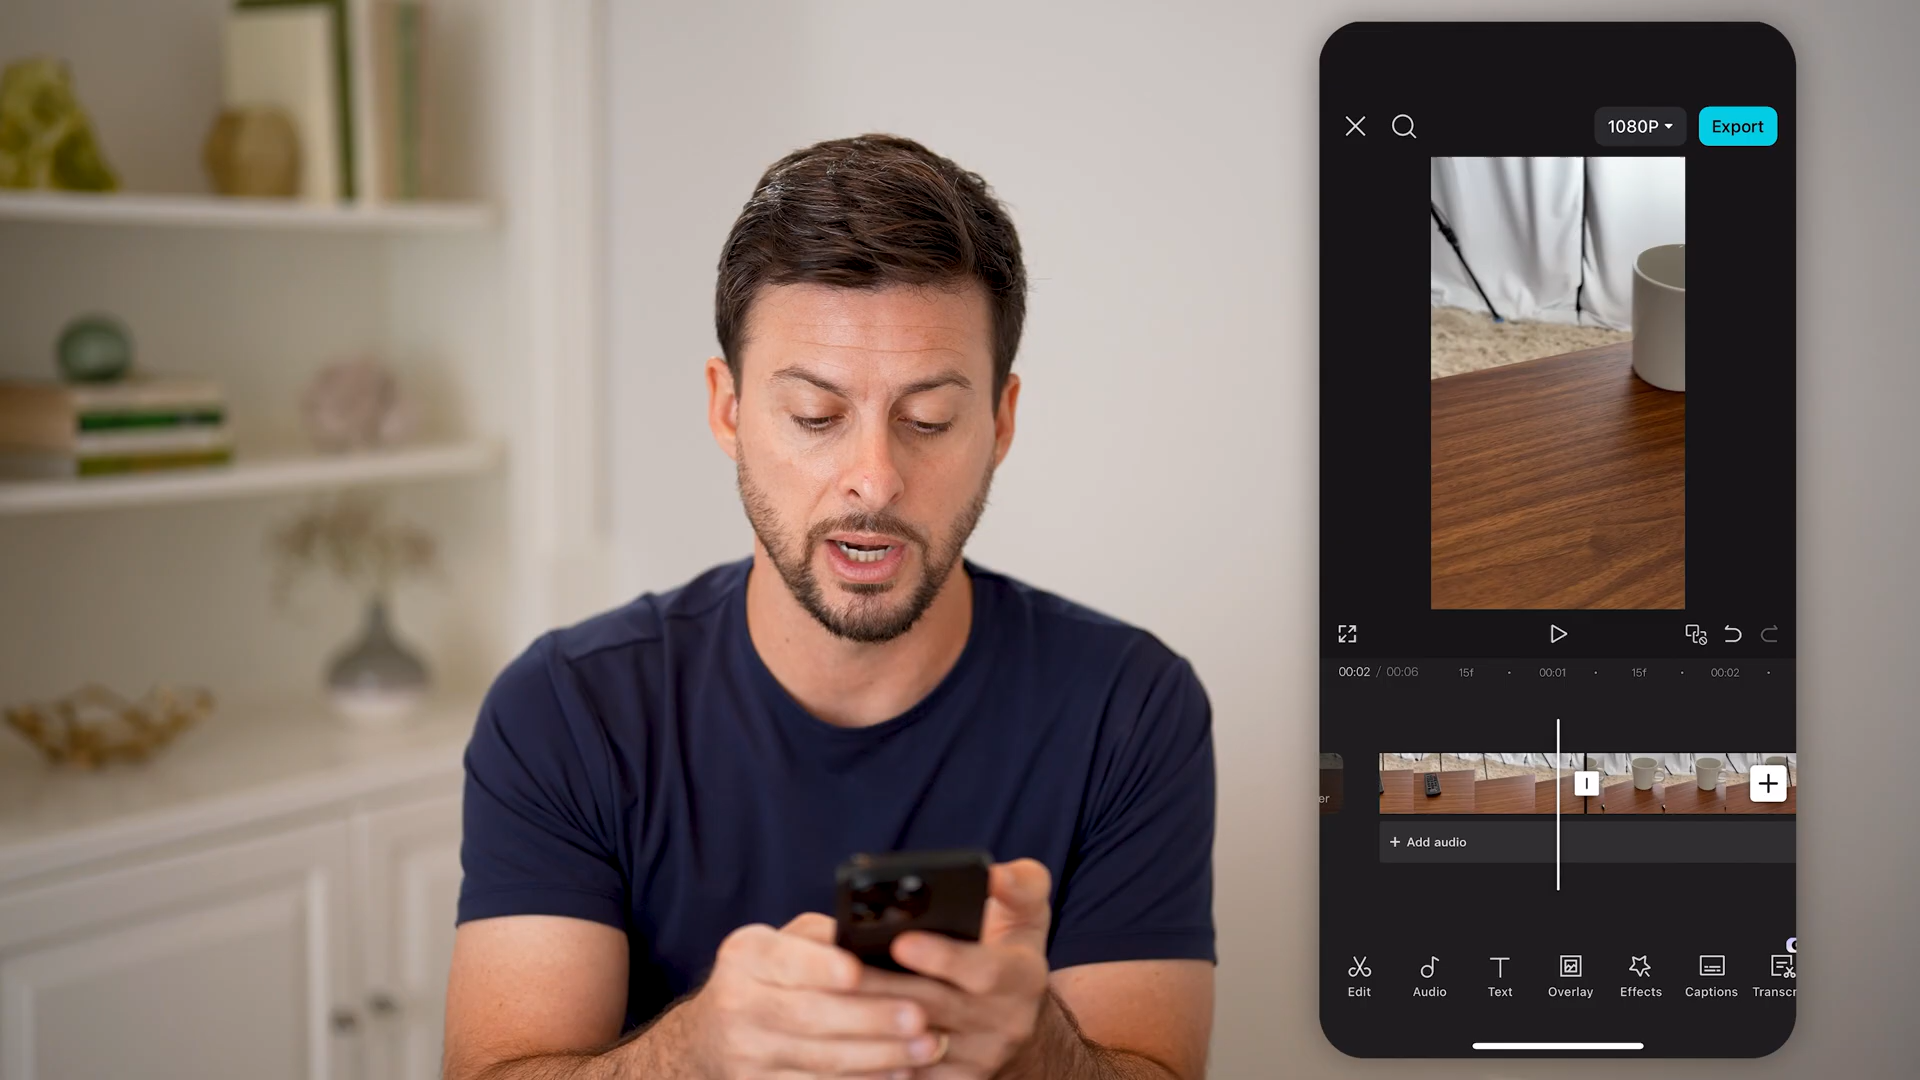 1080P Export
00:02 / 00:06 15f 00:01 15f 00:02
er
+ Add audio
Edit Audio Text Overlay Effects Captions Transcr